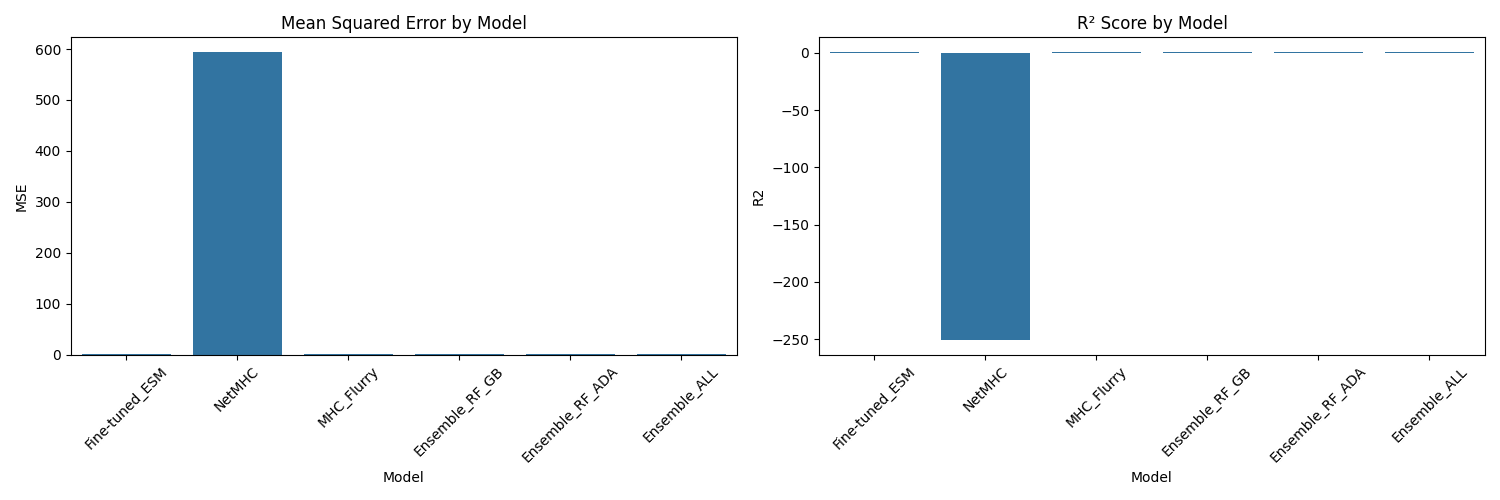 Mean Squared Error by Model
MSE
600
500
400
300
200
100
0
Fine-tuned_ESM
NetMHC
MHC_Flurry
Ensemble_RF_GB
Ensemble_RF_ADA
Ensemble_ALL
Model
R² Score by Model
R2
0
−50
−100
−150
−200
−250
Fine-tuned_ESM
NetMHC
MHC_Flurry
Ensemble_RF_GB
Ensemble_RF_ADA
Ensemble_ALL
Model